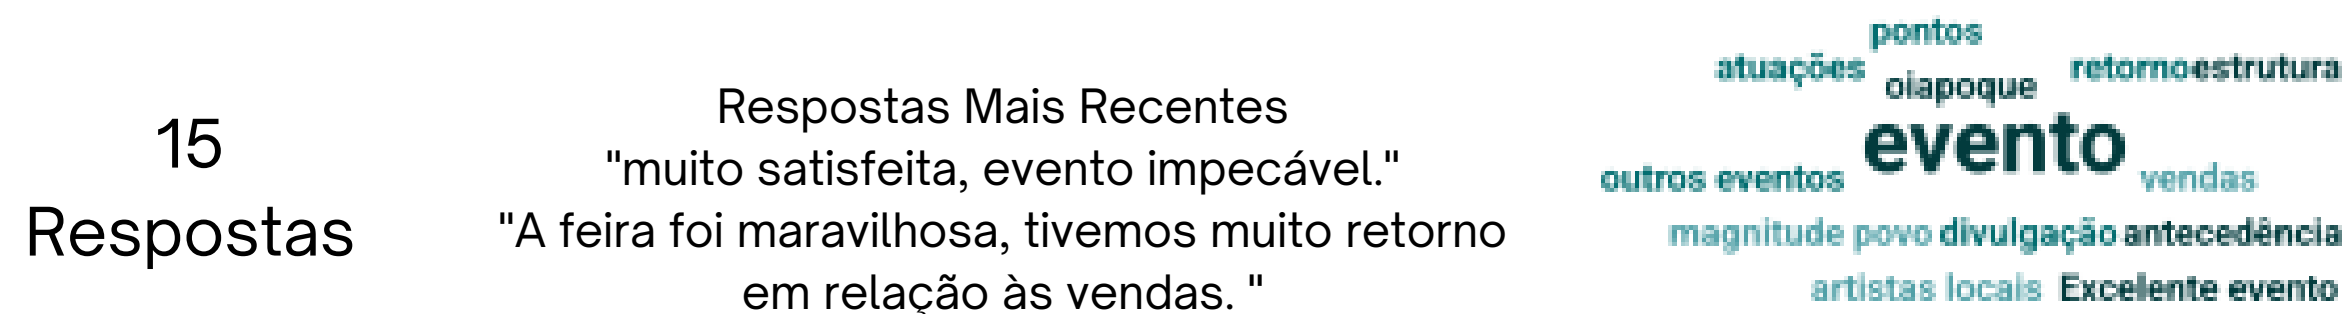 15
Respostas
Respostas Mais Recentes
"muito satisfeita, evento impecável."
"A feira foi maravilhosa, tivemos muito retorno
em relação às vendas. "
pontos
atuações
oiapoque
retorno
estrutura
evento
outros eventos
vendas
magnitude
povo
divulgação
antecedência
artistas locais
Excelente evento